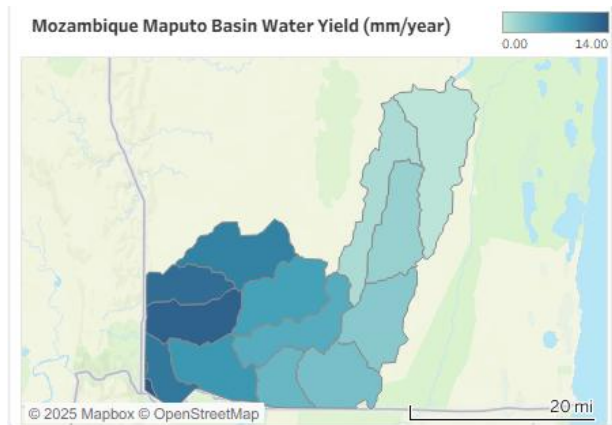 Mozambique Maputo Basin Water Yield (mm/year)
0.00 14.00
© 2025 Mapbox © OpenStreetMap
20 mi